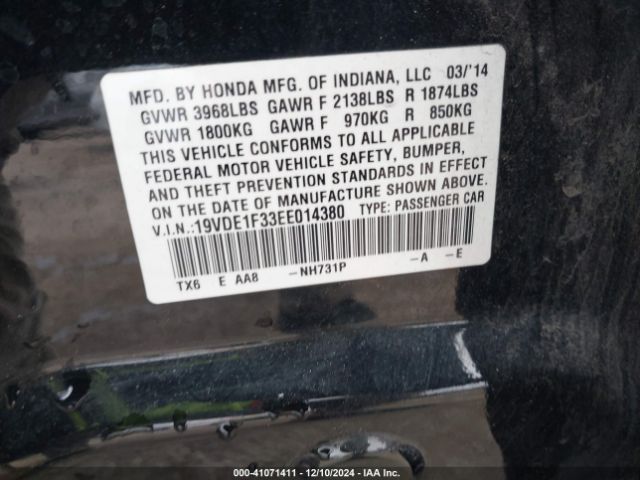 MFD. BY HONDA MFG. OF INDIANA, LLC 03/'14
GVWR 3968LBS GAWR F 2138LBS R 1874LBS
GVWR 1800KG GAWR F 970KG R 850KG
THIS VEHICLE CONFORMS TO ALL APPLICABLE
FEDERAL MOTOR VEHICLE SAFETY, BUMPER,
AND THEFT PREVENTION STANDARDS IN EFFECT
ON THE DATE OF MANUFACTURE SHOWN ABOVE.
V.I.N.:19VDE1F33EE014380 TYPE: PASSENGER CAR
TX6 E AA8 -NH731P -A -E
000-41071411 - 12/10/2024 - IAA Inc.